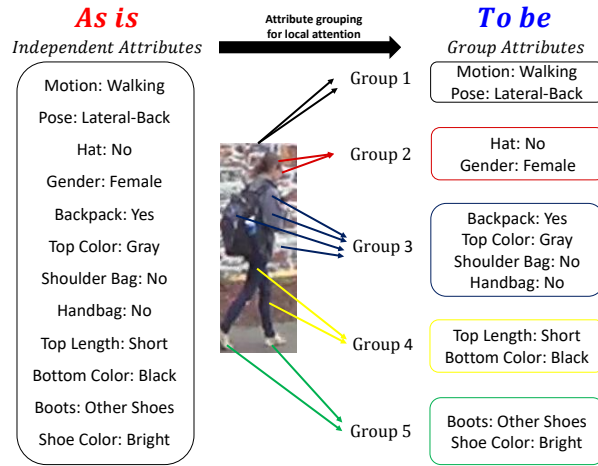 As is
Independent Attributes
Motion: Walking
Pose: Lateral-Back
Hat: No
Gender: Female
Backpack: Yes
Top Color: Gray
Shoulder Bag: No
Handbag: No
Top Length: Short
Bottom Color: Black
Boots: Other Shoes
Shoe Color: Bright
Attribute grouping
for local attention
Group 1
Group 2
Group 3
Group 4
Group 5
To be
Group Attributes
Motion: Walking
Pose: Lateral-Back
Hat: No
Gender: Female
Backpack: Yes
Top Color: Gray
Shoulder Bag: No
Handbag: No
Top Length: Short
Bottom Color: Black
Boots: Other Shoes
Shoe Color: Bright